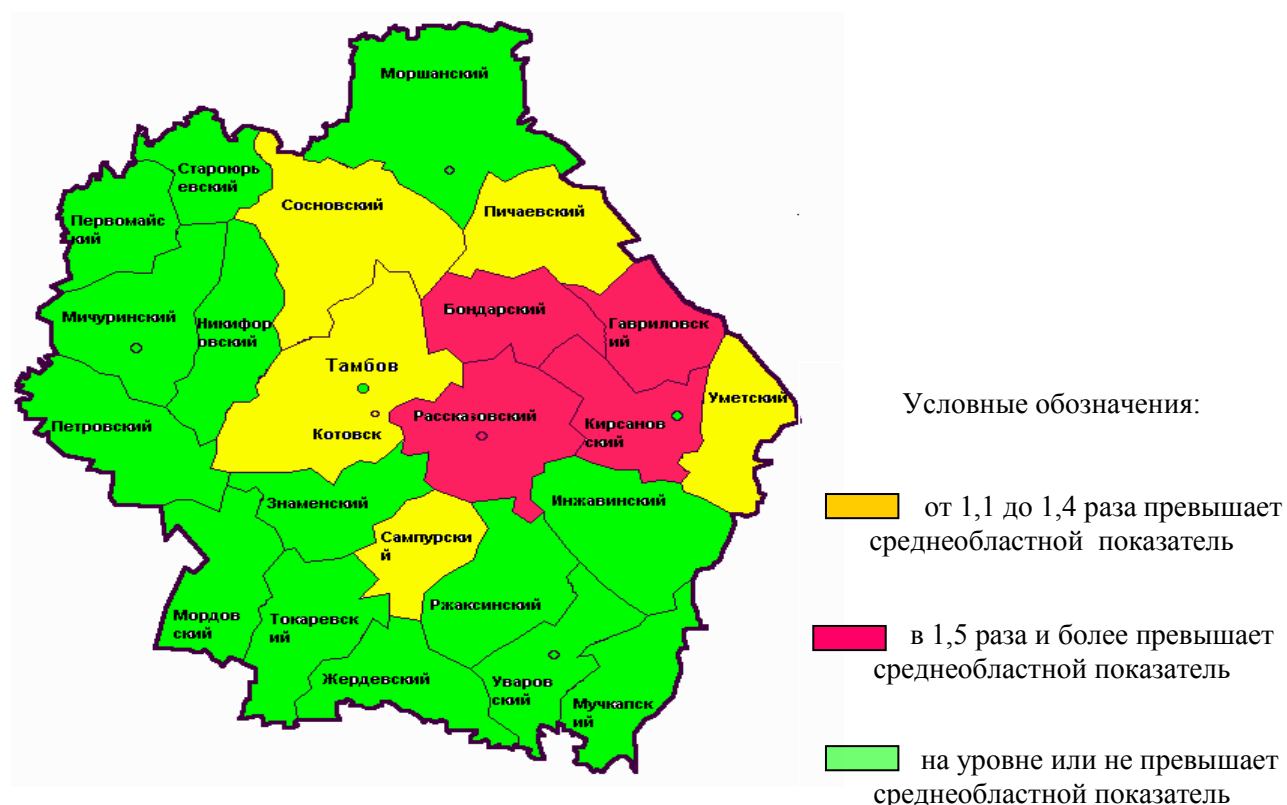 Моршанский
Староюрь
евский
Сосновский
Пичаевский
Первомайс
кий
Бондарский
Гавриловск
ий
Мичуринский
Никифор
овский
Тамбов
Уметский
Котовск
Рассказовский
Кирсанов
ский
Петровский
Знаменский
Инжавинский
Сампурски
й
Мордов
ский
Токаревск
ий
Ржаксинский
Жердевский
Уваров
ский
Мучкапск
ий
Условные обозначения:
от 1,1 до 1,4 раза превышает
среднеобластной показатель
в 1,5 раза и более превышает
среднеобластной показатель
на уровне или не превышает
среднеобластной показатель